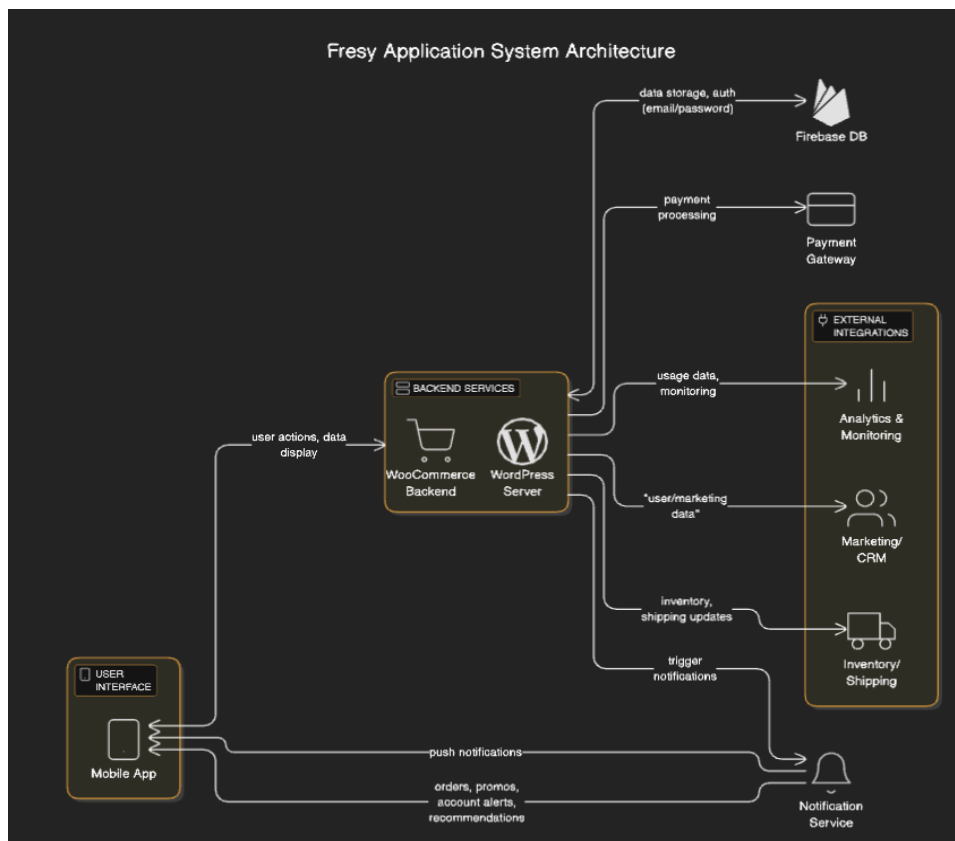 Fresy Application System Architecture
data storage, auth
(email/password)
Firebase DB
payment
processing
Payment
Gateway
EXTERNAL
INTEGRATIONS
usage data,
monitoring
Analytics &
Monitoring
BACKEND SERVICES
WooCommerce
Backend
WordPress
Server
user actions, data
display
"user/marketing
data"
Marketing/
CRM
inventory,
shipping updates
Inventory/
Shipping
trigger
notifications
USER
INTERFACE
Mobile App
push notifications
orders, promos,
account alerts,
recommendations
Notification
Service